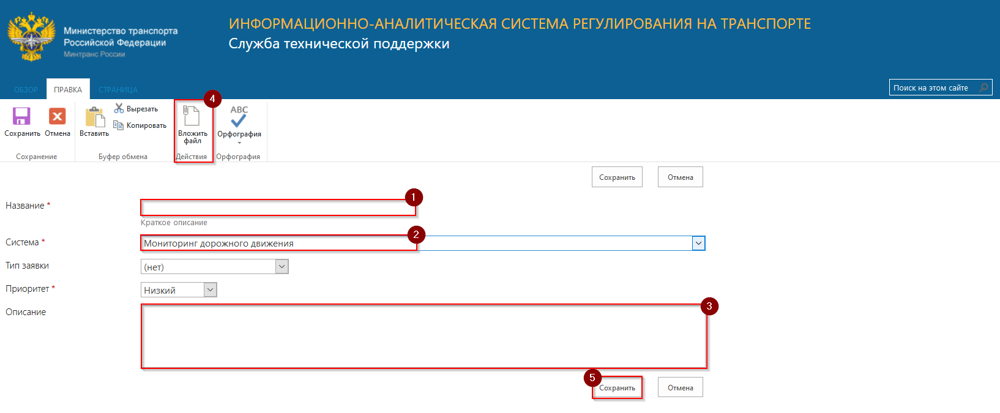 Министерство транспорта
Российской Федерации
Минтранс России
ИНФОРМАЦИОННО-АНАЛИТИЧЕСКАЯ СИСТЕМА РЕГУЛИРОВАНИЯ НА ТРАНСПОРТЕ
Служба технической поддержки
ОБЗОР ПРАВКА СТРАНИЦА
Поиск на этом сайте
4
Сохранить Отмена Вставить Вырезать Копировать Вложить файл ABC Орфография
Сохранение Буфер обмена Действия Орфография
Сохранить Отмена
Название * 1
Краткое описание
Система * Мониторинг дорожного движения 2
Тип заявки (нет)
Приоритет * Низкий
Описание 3
5 Сохранить Отмена